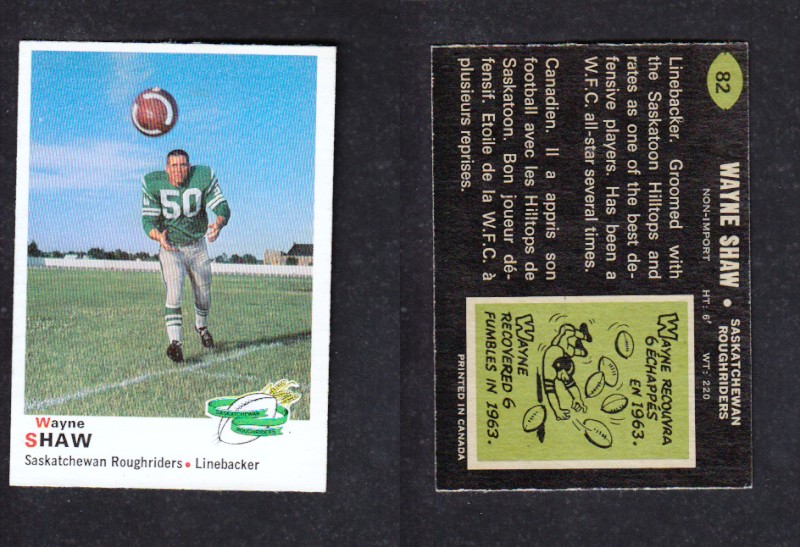 50
SASKATCHEWAN
ROUGHRIDERS
Wayne
SHAW
Saskatchewan Roughriders • Linebacker
82
WAYNE SHAW • SASKATCHEWAN
ROUGHRIDERS
NON-IMPORT HT: 6' WT: 220
Linebacker. Groomed with
the Saskatoon Hilltops and
rates as one of the best de-
fensive players. Has been a
W.F.C. all-star several times.
Canadien. Il a appris son
football avec les Hilltops de
Saskatoon. Bon joueur dé-
fensif. Etoile de la W.F.C. à
plusieurs reprises.
WAYNE RECOUVRA
6 ÉCHAPPÉS
EN 1963.
WAYNE
RECOVERED 6
FUMBLES IN 1963.
PRINTED IN CANADA